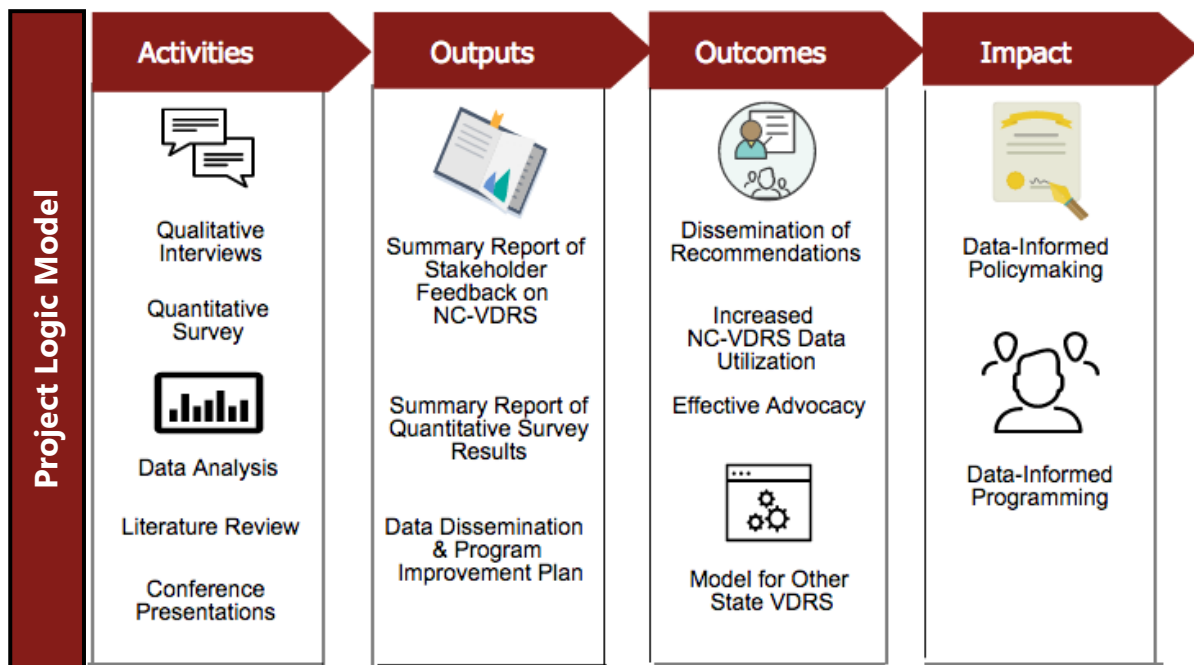 Project Logic Model
Activities
Qualitative
Interviews
Quantitative
Survey
Data Analysis
Literature Review
Conference
Presentations
Outputs
Summary Report of
Stakeholder
Feedback on
NC-VDRS
Summary Report of
Quantitative Survey
Results
Data Dissemination
& Program
Improvement Plan
Outcomes
Dissemination of
Recommendations
Increased
NC-VDRS Data
Utilization
Effective Advocacy
Model for Other
State VDRS
Impact
Data-Informed
Policymaking
Data-Informed
Programming